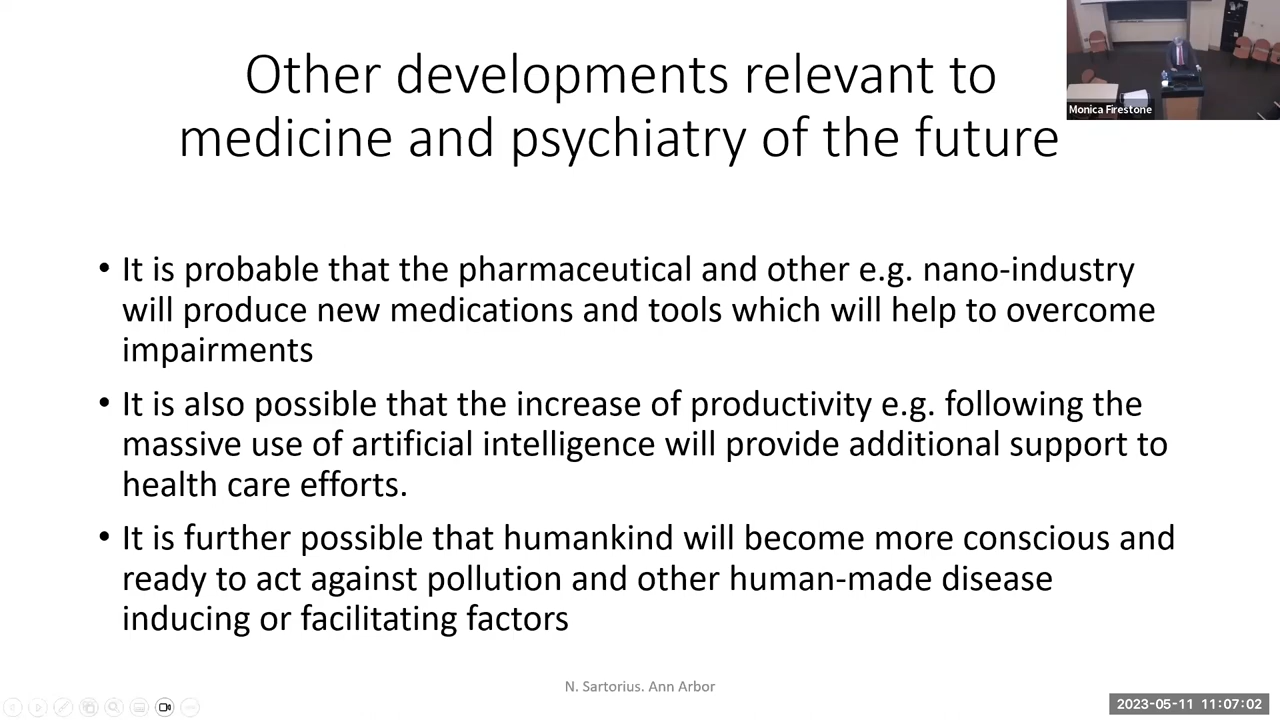 Other developments relevant to
medicine and psychiatry of the future
Monica Firestone
• It is probable that the pharmaceutical and other e.g. nano-industry
will produce new medications and tools which will help to overcome
impairments
• It is also possible that the increase of productivity e.g. following the
massive use of artificial intelligence will provide additional support to
health care efforts.
• It is further possible that humankind will become more conscious and
ready to act against pollution and other human-made disease
inducing or facilitating factors
N. Sartorius. Ann Arbor
2023-05-11 11:07:02